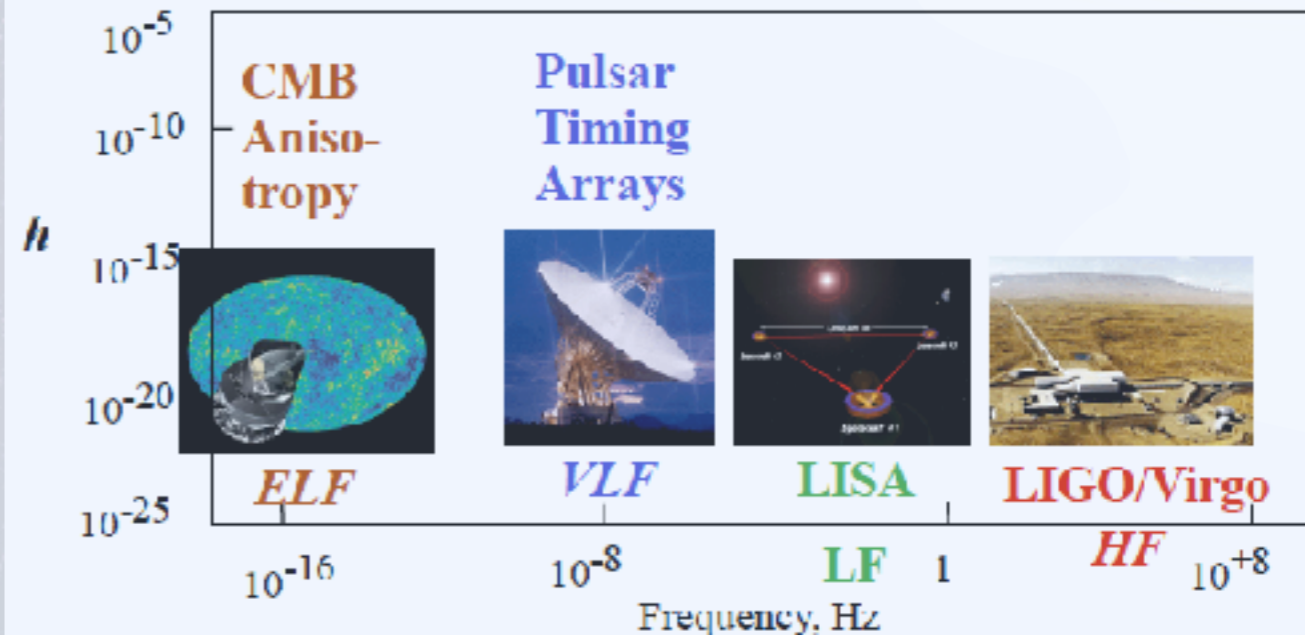 10-5
10-10
10-15
10-20
10-25
h
CMB
Aniso-
tropy
Pulsar
Timing
Arrays
ELF
VLF
LISA
LIGO/Virgo
HF
LF
10-16
10-8
1
10+8
Frequency, Hz